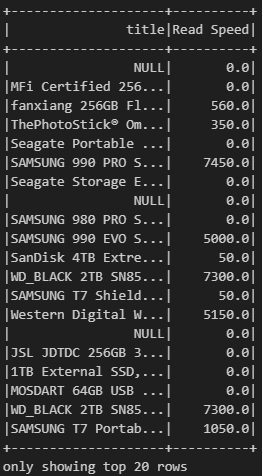 +--------------------+----------+
|               title|Read Speed|
+--------------------+----------+
|                NULL|       0.0|
|MFi Certified 256...|       0.0|
|fanxiang 256GB Fl...|     560.0|
|ThePhotoStick® Om...|     350.0|
|Seagate Portable ...|       0.0|
|SAMSUNG 990 PRO S...|    7450.0|
|Seagate Storage E...|       0.0|
|                NULL|       0.0|
|SAMSUNG 980 PRO S...|       0.0|
|SAMSUNG 990 EVO S...|    5000.0|
|SanDisk 4TB Extre...|      50.0|
|WD_BLACK 2TB SN85...|    7300.0|
|SAMSUNG T7 Shield...|      50.0|
|Western Digital W...|    5150.0|
|                NULL|       0.0|
|JSL JDTDC 256GB 3...|       0.0|
|1TB External SSD,...|       0.0|
|MOSDART 64GB USB ...|       0.0|
|WD_BLACK 2TB SN85...|    7300.0|
|SAMSUNG T7 Portab...|    1050.0|
+--------------------+----------+
only showing top 20 rows